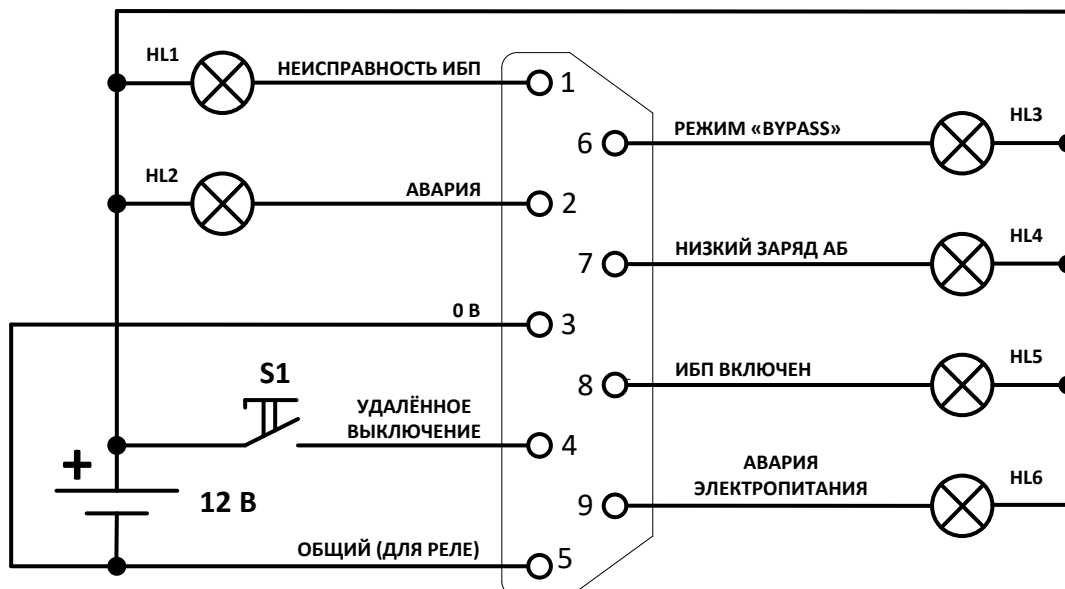 HL1
НЕИСПРАВНОСТЬ ИБП
1
6
РЕЖИМ «BYPASS»
HL3
HL2
АВАРИЯ
2
7
НИЗКИЙ ЗАРЯД АБ
HL4
0 В
3
S1
8
ИБП ВКЛЮЧЕН
HL5
УДАЛЁННОЕ
ВЫКЛЮЧЕНИЕ
4
+
12 В
9
АВАРИЯ
ЭЛЕКТРОПИТАНИЯ
HL6
ОБЩИЙ (ДЛЯ РЕЛЕ)
5